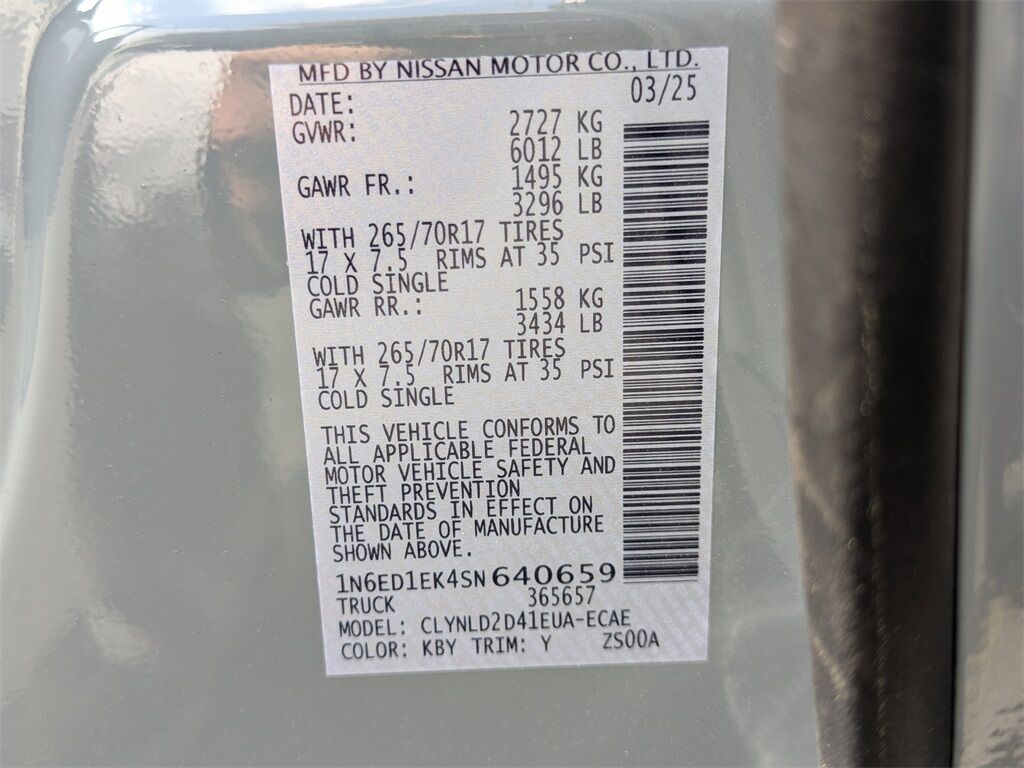 MFD BY NISSAN MOTOR CO., LTD.
DATE: 03/25
GVWR: 2727 KG
6012 LB
GAWR FR.: 1495 KG
3296 LB
WITH 265/70R17 TIRES
17 X 7.5 RIMS AT 35 PSI
COLD SINGLE
GAWR RR.: 1558 KG
3434 LB
WITH 265/70R17 TIRES
17 X 7.5 RIMS AT 35 PSI
COLD SINGLE
THIS VEHICLE CONFORMS TO
ALL APPLICABLE FEDERAL
MOTOR VEHICLE SAFETY AND
THEFT PREVENTION
STANDARDS IN EFFECT ON
THE DATE OF MANUFACTURE
SHOWN ABOVE.
1N6ED1EK4SN640659
TRUCK 365657
MODEL: CLYNLD2D41EUA-ECAE
COLOR: KBY TRIM: Y ZS00A